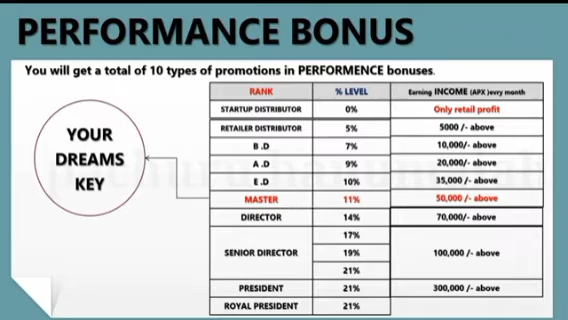 PERFORMANCE BONUS
You will get a total of 10 types of promotions in PERFORMENCE bonuses.
YOUR
DREAMS
KEY
RANK % LEVEL Earning INCOME (APX )evry month
STARTUP DISTRIBUTOR 0% Only retail profit
RETAILER DISTRIBUTOR 5% 5000 /- above
B .D 7% 10,000/- above
A .D 9% 20,000/- above
E .D 10% 35,000 /- above
MASTER 11% 50,000 /- above
DIRECTOR 14% 70,000/- above
17%
SENIOR DIRECTOR 19% 100,000 /- above
21%
PRESIDENT 21% 300,000 /- above
ROYAL PRESIDENT 21%